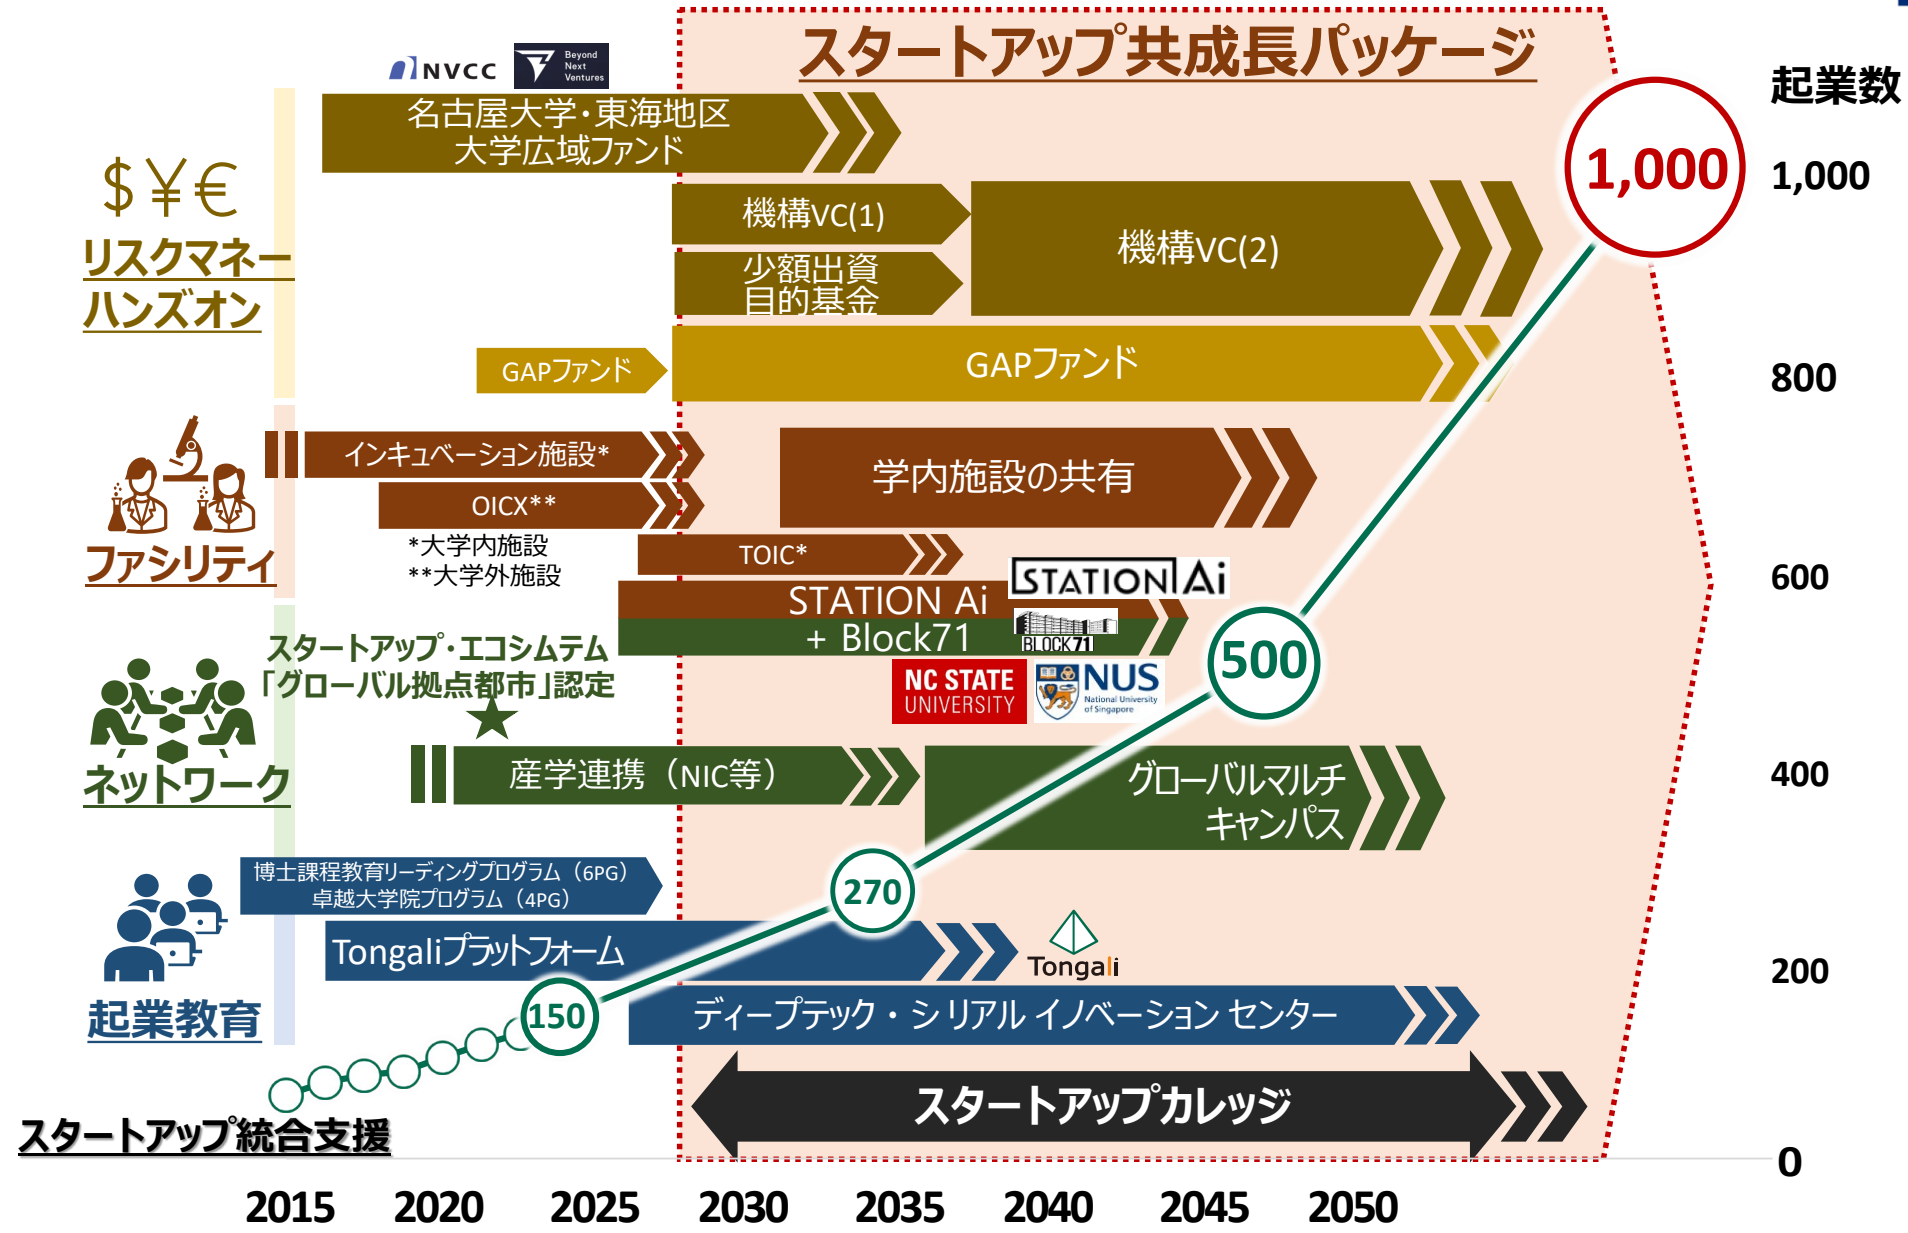 スタートアップ共成長パッケージ
起業数
NVCC
Beyond
Next
Ventures
名古屋大学・東海地区
大学広域ファンド
$¥€
リスクマネー
ハンズオン
機構VC(1)
少額出資
目的基金
機構VC(2)
GAPファンド
GAPファンド
1,000
1,000
800
インキュベーション施設*
OICX**
*大学内施設
**大学外施設
学内施設の共有
TOIC*
ファシリティ
STATION Ai
+ Block71
STATION Ai
BLOCK71
600
スタートアップ・エコシムテム
「グローバル拠点都市」認定
NC STATE
UNIVERSITY
NUS
National University
of Singapore
500
ネットワーク
産学連携（NIC等）
グローバルマルチ
キャンパス
400
博士課程教育リーディングプログラム（6PG）
卓越大学院プログラム（4PG）
270
Tongaliプラットフォーム
Tongali
200
起業教育
150
ディープテック・シリアル イノベーション センター
スタートアップカレッジ
スタートアップ統合支援
0
2015 2020 2025 2030 2035 2040 2045 2050